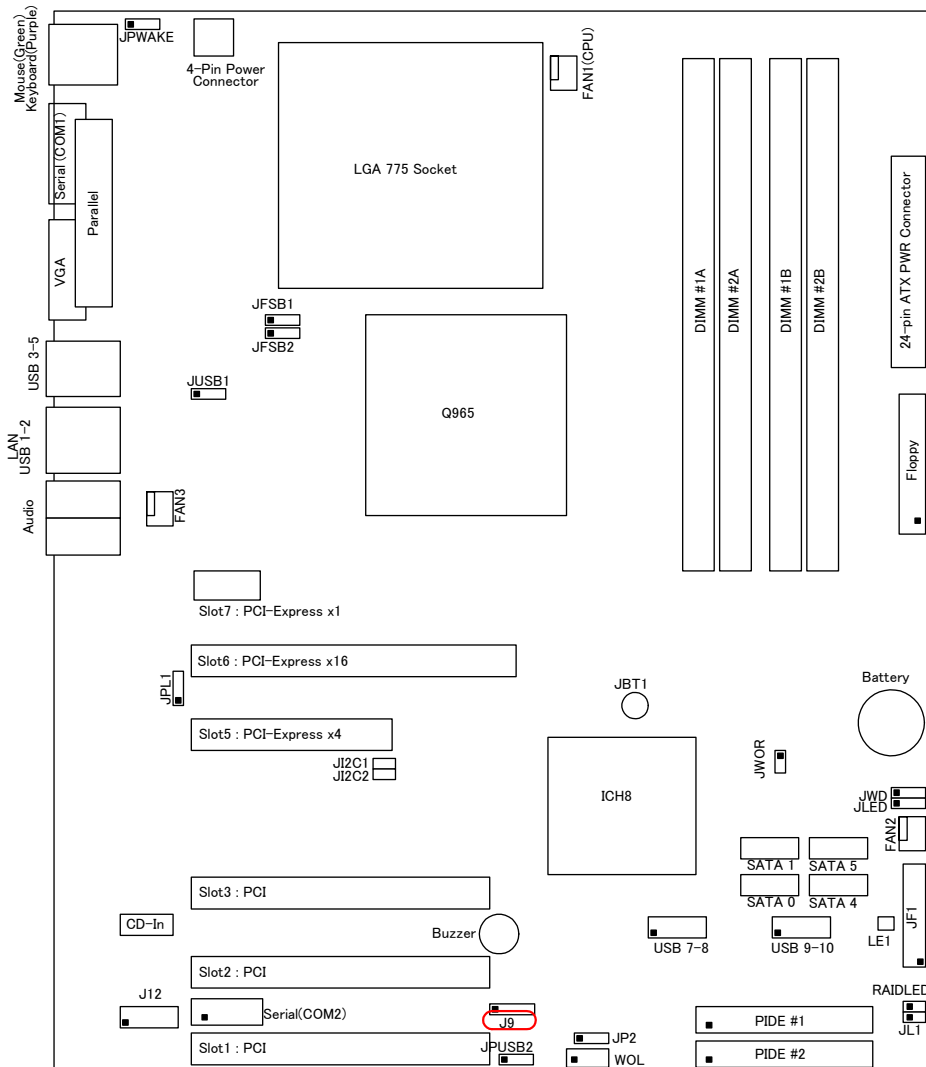 Mouse(Green)
Keyboard(Purple)
JPWAKE
4-Pin Power
Connector
FAN1(CPU)
Serial (COM1)
Parallel
VGA
LGA 775 Socket
DIMM #1A
DIMM #2A
DIMM #1B
DIMM #2B
24-pin ATX PWR Connector
JFSB1
JFSB2
USB 3-5
JUSB1
Q965
LAN
USB 1-2
Floppy
Audio
FAN3
Slot7 : PCI-Express x1
Slot6 : PCI-Express x16
JPL1
JBT1
Battery
Slot5 : PCI-Express x4
JI2C1
JI2C2
JWOR
ICH8
JWD
JLED
FAN2
SATA 1
SATA 5
SATA 0
SATA 4
Slot3 : PCI
JF1
CD-In
Buzzer
USB 7-8
USB 9-10
LE1
Slot2 : PCI
J12
Serial(COM2)
J9
RAIDLED
JL1
PIDE #1
JP2
Slot1 : PCI
JPUSB2
WOL
PIDE #2